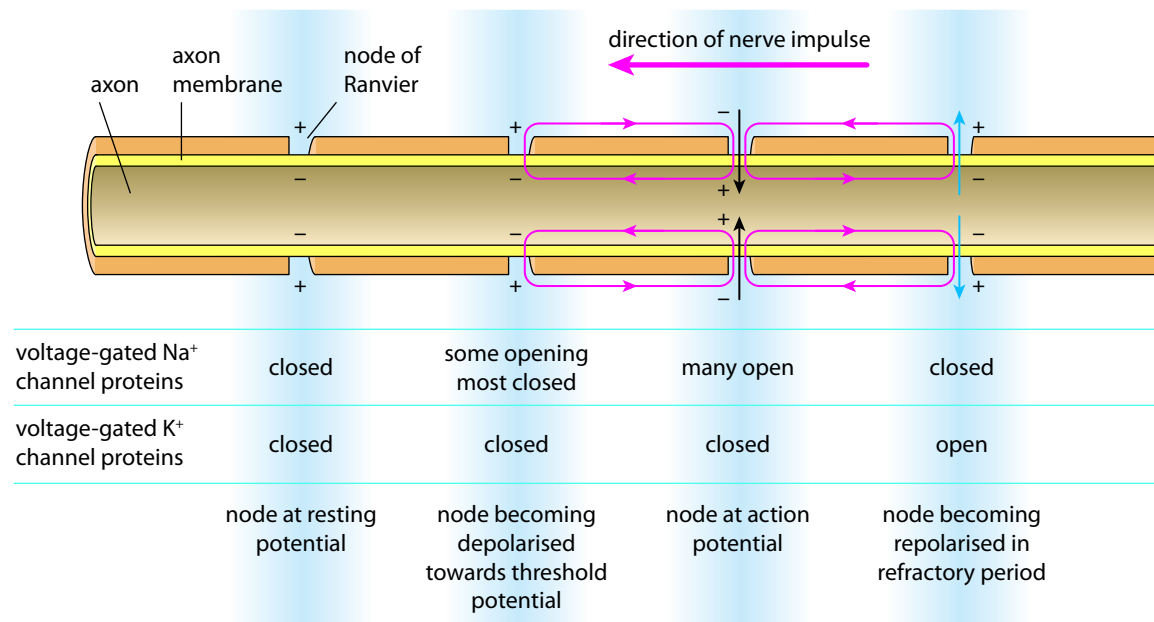 direction of nerve impulse
axon
axon
membrane
node of
Ranvier
+ + − +
− − + −
− − + −
+ + − +
voltage-gated Na⁺
channel proteins
closed
some opening
most closed
many open
closed
voltage-gated K⁺
channel proteins
closed
closed
closed
open
node at resting
potential
node becoming
depolarised
towards threshold
potential
node at action
potential
node becoming
repolarised in
refractory period